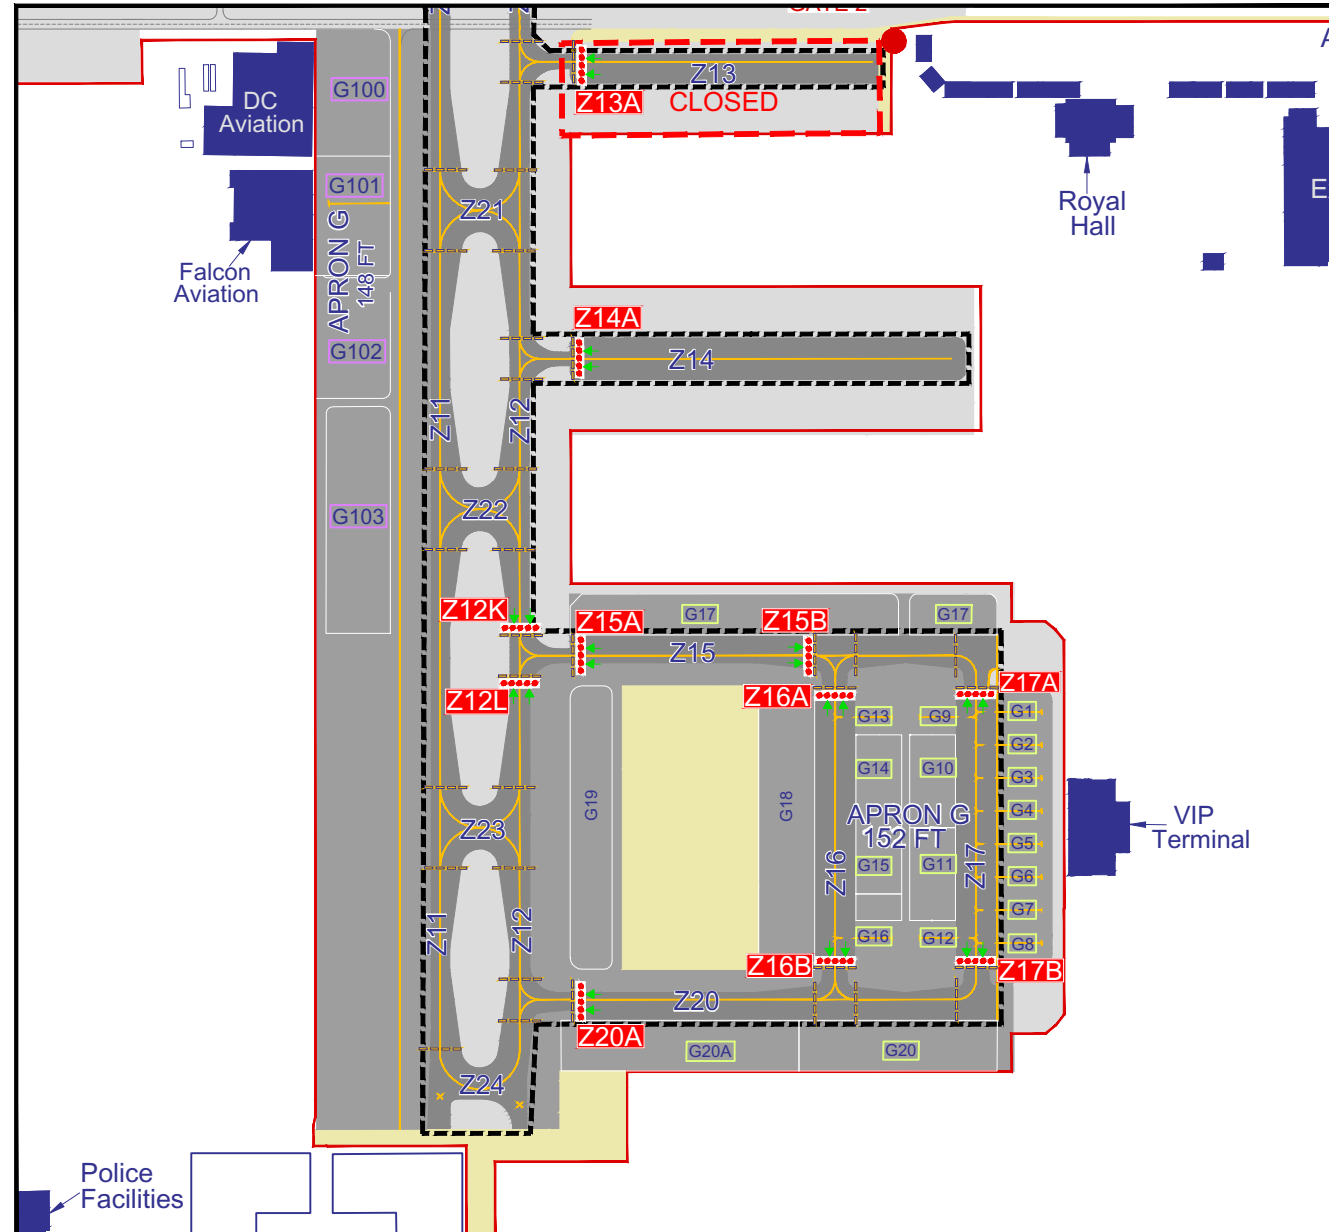 GATE 2
Z13
Z13A
CLOSED
G100
DC
Aviation
G101
Falcon
Aviation
APRON G
148 FT
G102
Z21
Royal
Hall
Z14A
Z14
Z11
Z12
G103
Z22
Z12K
Z15A
G17
Z15B
G17
Z15
Z12L
Z16A
Z17A
G13
G9
G1
G2
G14
G10
G3
G19
G18
APRON G
152 FT
G4
VIP
Terminal
Z23
G5
G15
G11
Z16
Z17
G6
G7
Z11
Z12
G16
G12
G8
Z16B
Z17B
Z20
Z20A
G20A
G20
Z24
Police
Facilities